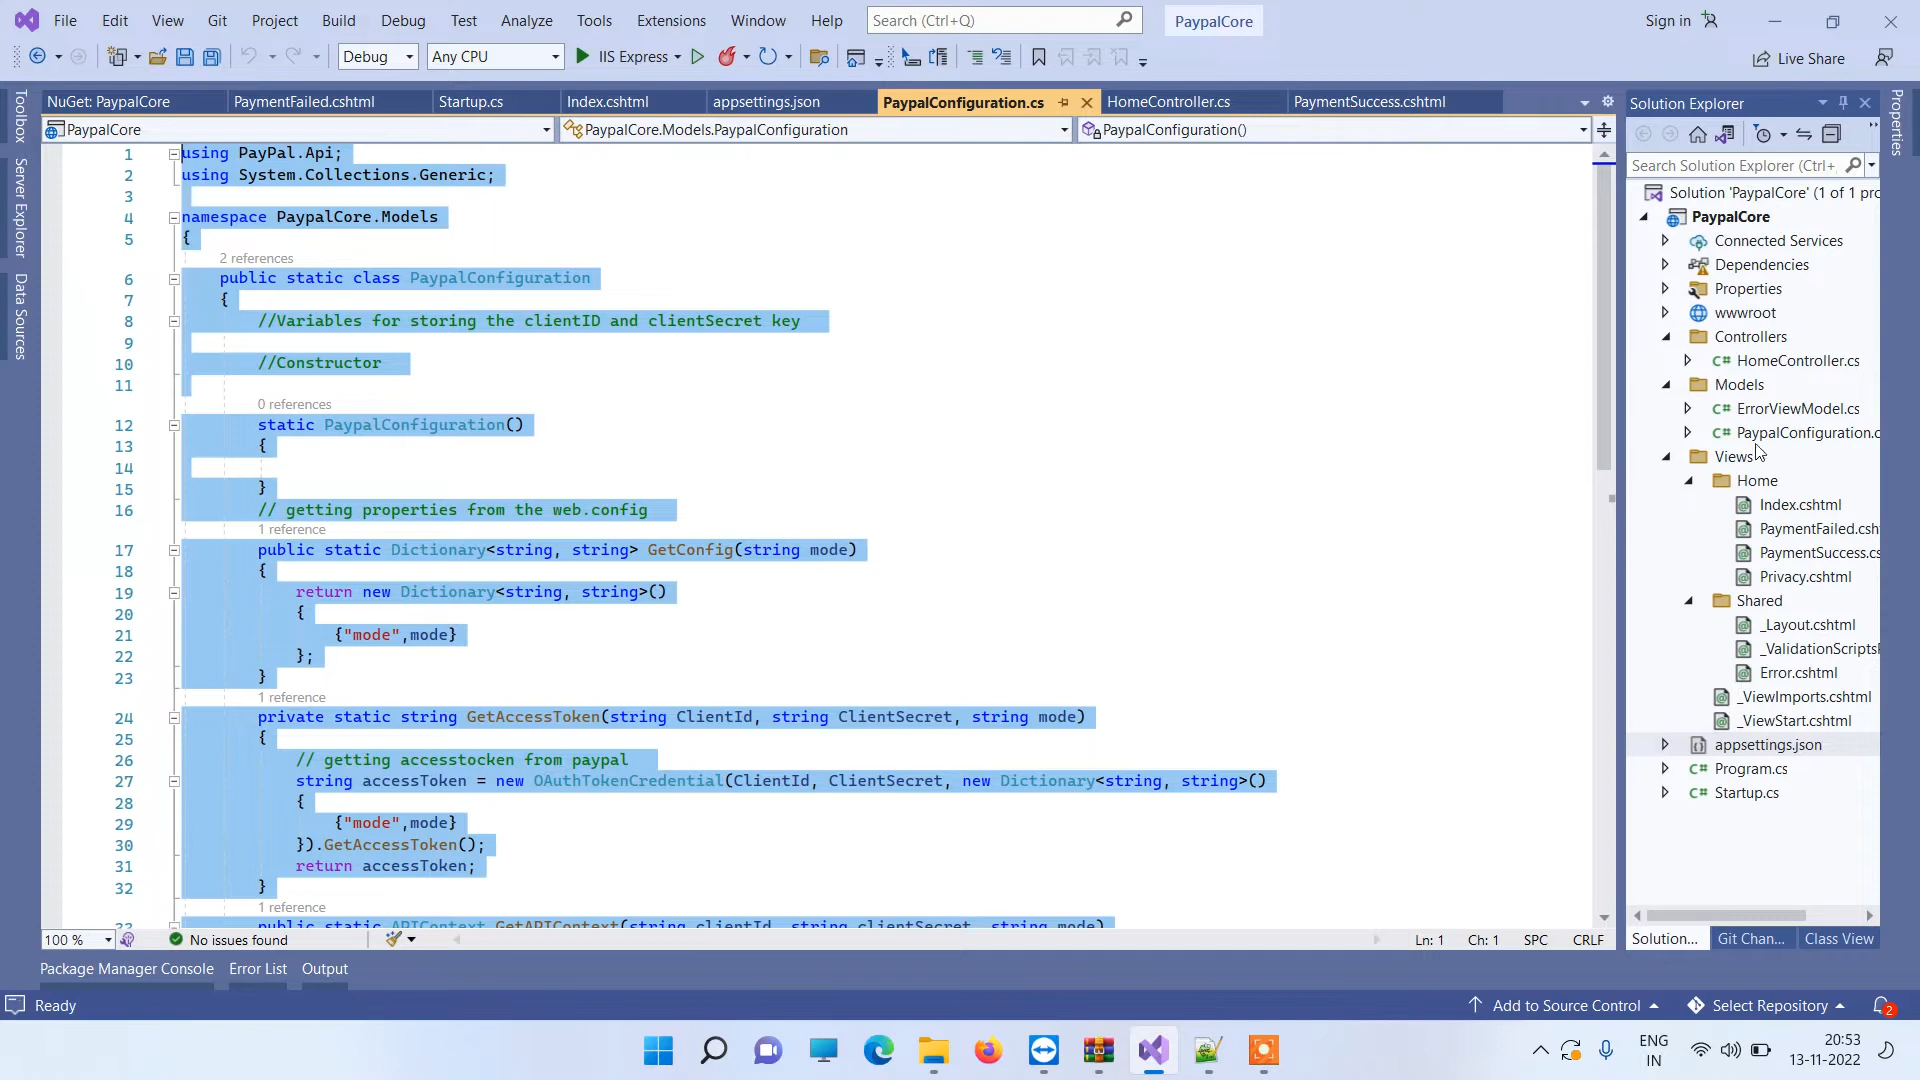 File Edit View Git Project Build Debug Test Analyze Tools Extensions Window Help Search (Ctrl+Q) PaypalCore Sign in
Debug Any CPU IIS Express Live Share
NuGet: PaypalCore PaymentFailed.cshtml Startup.cs Index.cshtml appsettings.json PaypalConfiguration.cs HomeController.cs PaymentSuccess.cshtml
PaypalCore PaypalCore.Models.PaypalConfiguration PaypalConfiguration()
Toolbox
Server Explorer
Data Sources
1 using PayPal.Api;
2 using System.Collections.Generic;
3
4 namespace PaypalCore.Models
5 {
2 references
6 public static class PaypalConfiguration
7 {
8 //Variables for storing the clientID and clientSecret key
9
10 //Constructor
11
0 references
12 static PaypalConfiguration()
13 {
14
15 }
16 // getting properties from the web.config
1 reference
17 public static Dictionary<string, string> GetConfig(string mode)
18 {
19 return new Dictionary<string, string>()
20 {
21 {"mode",mode}
22 };
23 }
1 reference
24 private static string GetAccessToken(string ClientId, string ClientSecret, string mode)
25 {
26 // getting accesstocken from paypal
27 string accessToken = new OAuthTokenCredential(ClientId, ClientSecret, new Dictionary<string, string>()
28 {
29 {"mode",mode}
30 }).GetAccessToken();
31 return accessToken;
32 }
1 reference
33 public static APIContext GetAPIContext(string clientId, string clientSecret, string mode)
100 % No issues found Ln: 1 Ch: 1 SPC CRLF
Solution Explorer
Search Solution Explorer (Ctrl+
Solution 'PaypalCore' (1 of 1 pro
PaypalCore
Connected Services
Dependencies
Properties
wwwroot
Controllers
HomeController.cs
Models
ErrorViewModel.cs
PaypalConfiguration.c
Views
Home
Index.cshtml
PaymentFailed.csh
PaymentSuccess.cs
Privacy.cshtml
Shared
_Layout.cshtml
_ValidationScripts
Error.cshtml
_ViewImports.cshtml
_ViewStart.cshtml
appsettings.json
Program.cs
Startup.cs
Solution... Git Chan... Class View
Properties
Package Manager Console Error List Output
Ready Add to Source Control Select Repository 2
ENG
IN
20:53
13-11-2022